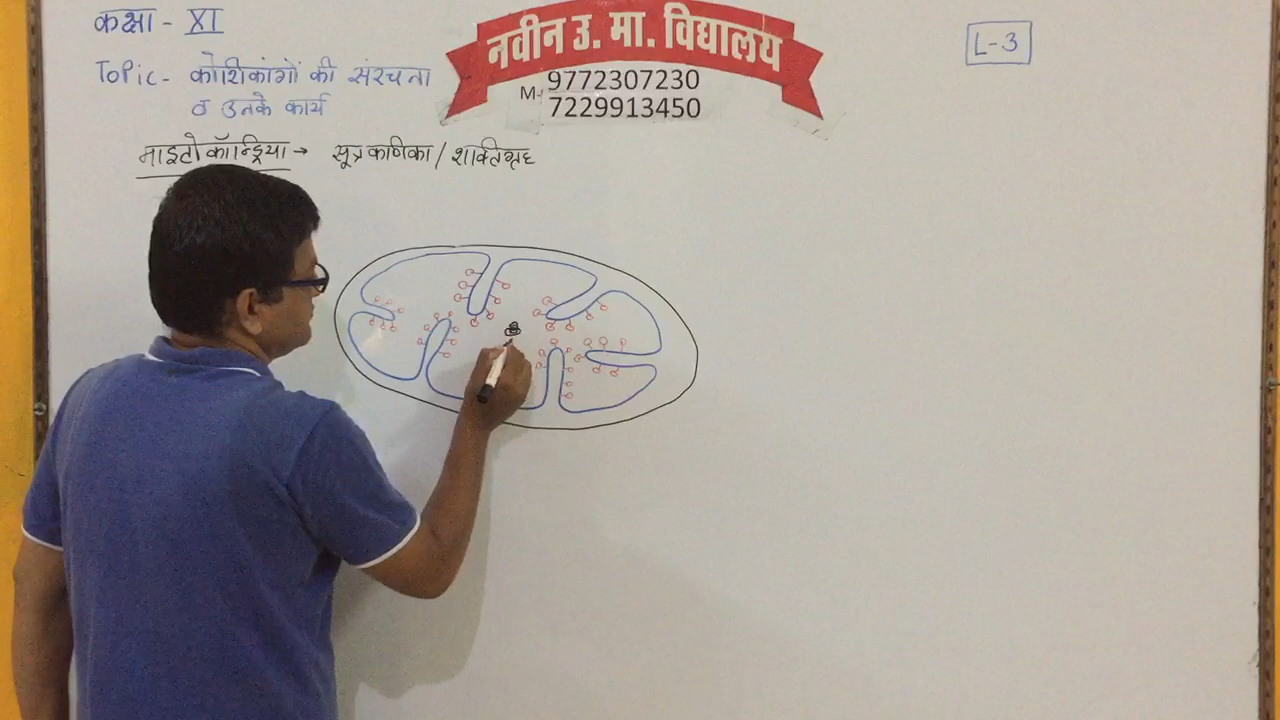 कक्षा - XI
नवीन उ. मा. विद्यालय
L-3
Topic- कोशिकांगों की संरचना
व उनके कार्य
M- 9772307230
7229913450
माइटोकॉन्ड्रिया → सूत्रकणिका / शक्तिगृह